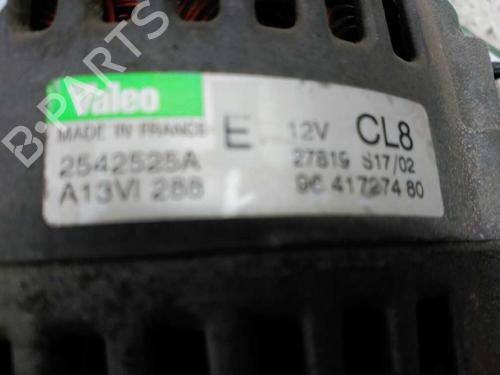 Valeo
MADE IN FRANCE
E 12V CL8
2542525A 27819 S17/02
A13VI 288 96 417274 80
B-PARTS